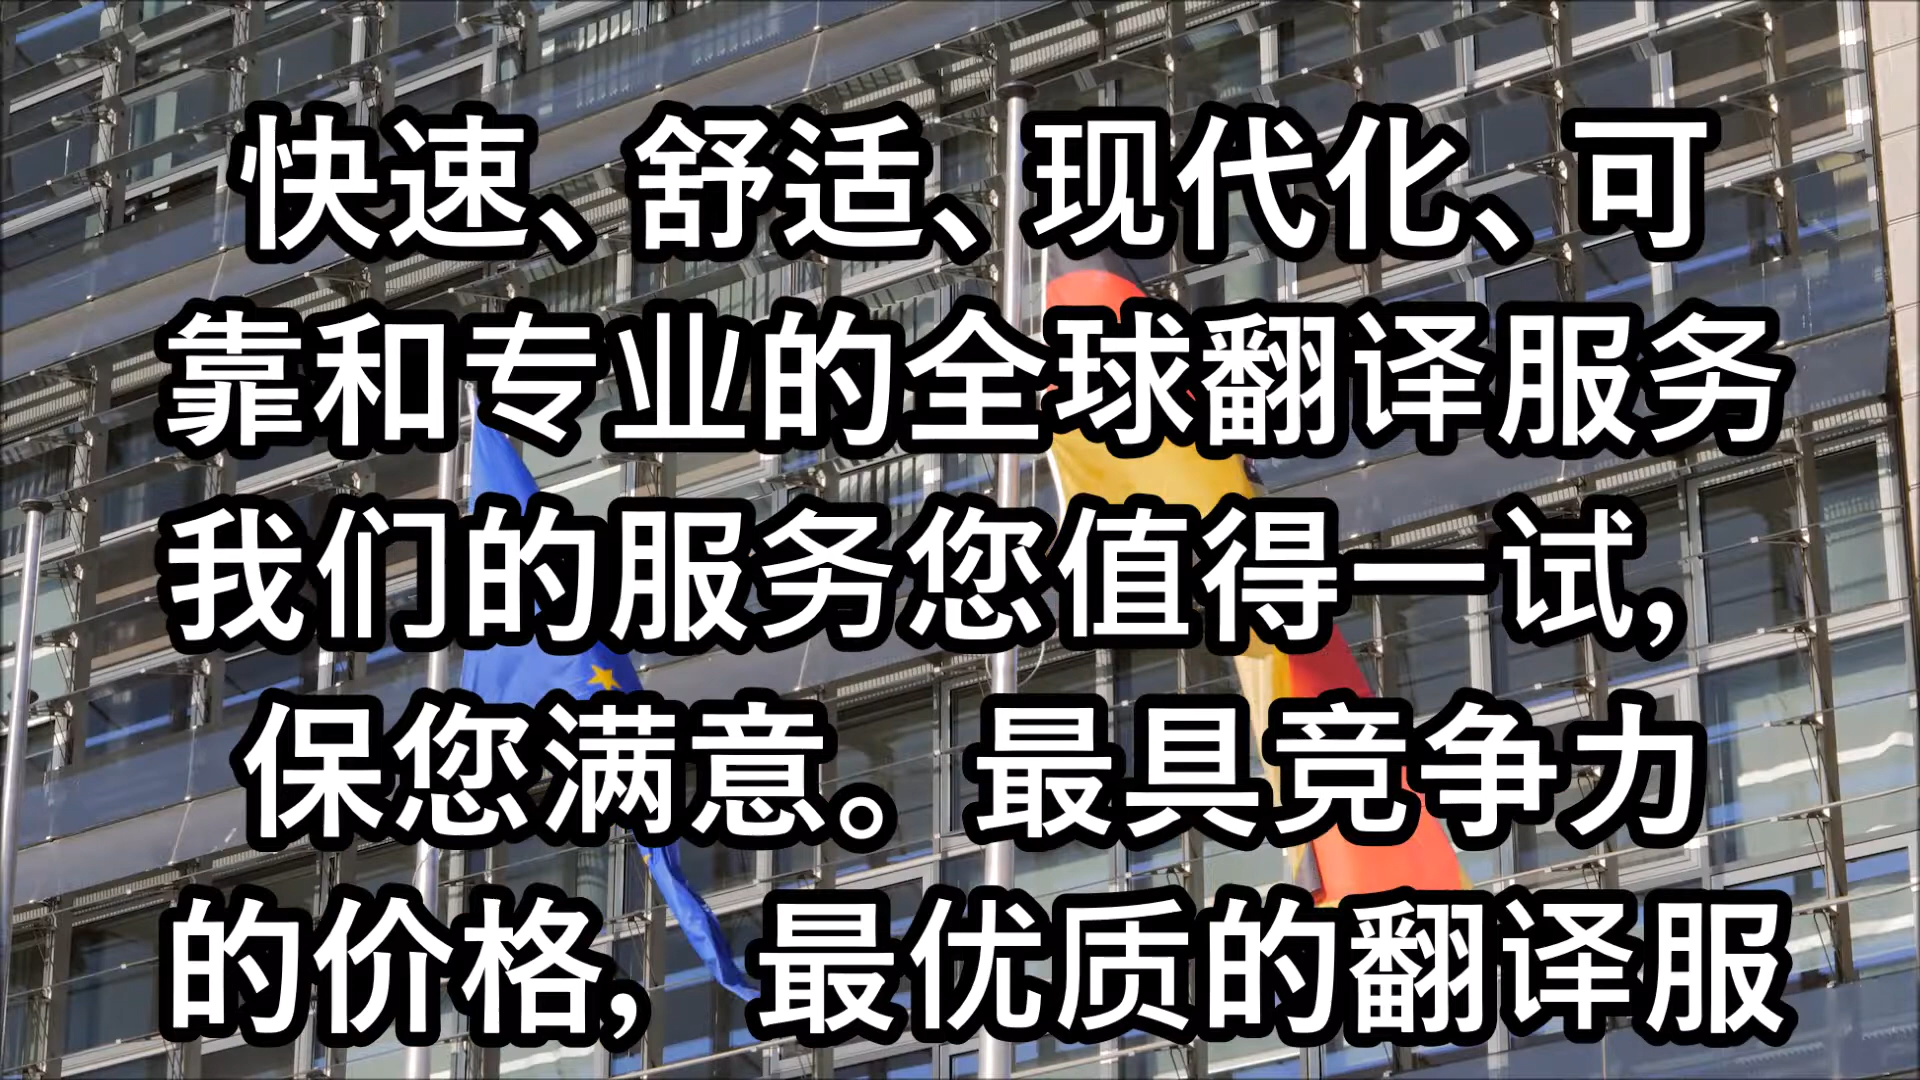 快速、舒适、现代化、可
靠和专业的全球翻译服务
我们的服务您值得一试，
保您满意。最具竞争力
的价格，最优质的翻译服